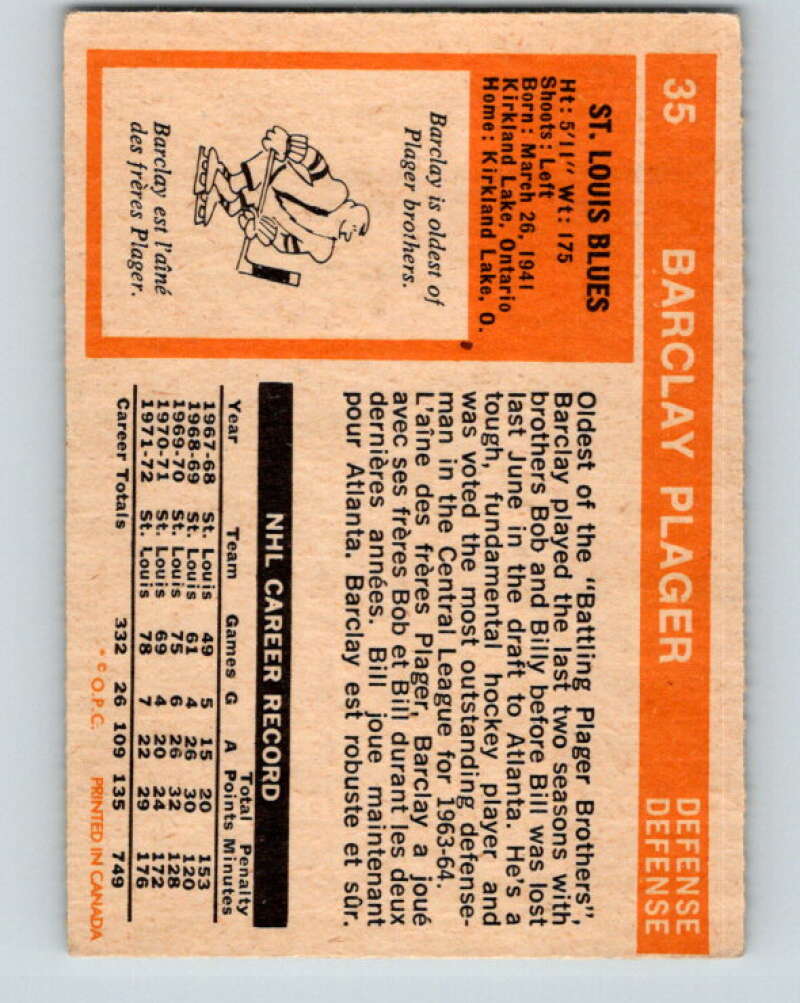 35 BARCLAY PLAGER DEFENSE
DEFENSE
ST. LOUIS BLUES
Ht: 5'11" Wt: 175
Shoots: Left
Born: March 26, 1941
Kirkland Lake, Ontario
Home: Kirkland Lake, O.
Barclay is oldest of
Plager brothers.
Barclay est l'aîné
des frères Plager.
Oldest of the "Battling Plager Brothers",
Barclay played the last two seasons with
brothers Bob and Billy before Bill was lost
last June in the draft to Atlanta. He's a
tough, fundamental hockey player and
was voted the most outstanding defense-
man in the Central League for 1963-64.
L'aîne des frères Plager, Barclay a joué
avec ses frères Bob et Bill durant les deux
dernières années. Bill joue maintenant
pour Atlanta. Barclay est robuste et sûr.
NHL CAREER RECORD
Total Penalty
Year Team Games G A Points Minutes
1967-68 St. Louis 49 5 15 20 153
1968-69 St. Louis 61 4 26 30 120
1969-70 St. Louis 75 6 26 32 128
1970-71 St. Louis 69 4 20 24 172
1971-72 St. Louis 78 7 22 29 176
Career Totals 332 26 109 135 749
* © O.P.C. PRINTED IN CANADA